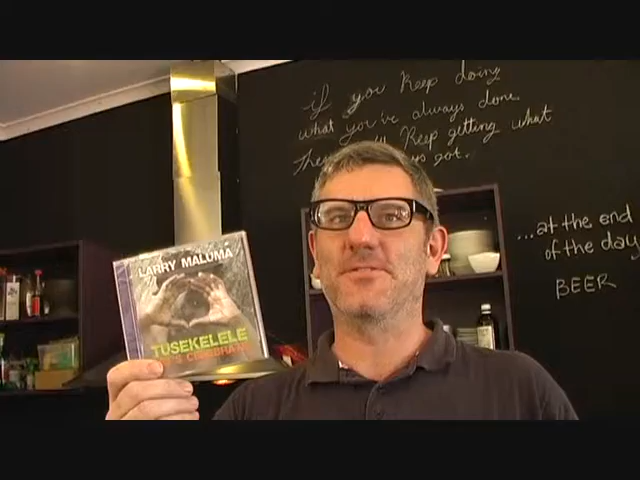 if you keep doing
what you've always done
keep getting what
got.
...at the end
of the day
BEER
LARRY MALUMA
TUSEKELELE